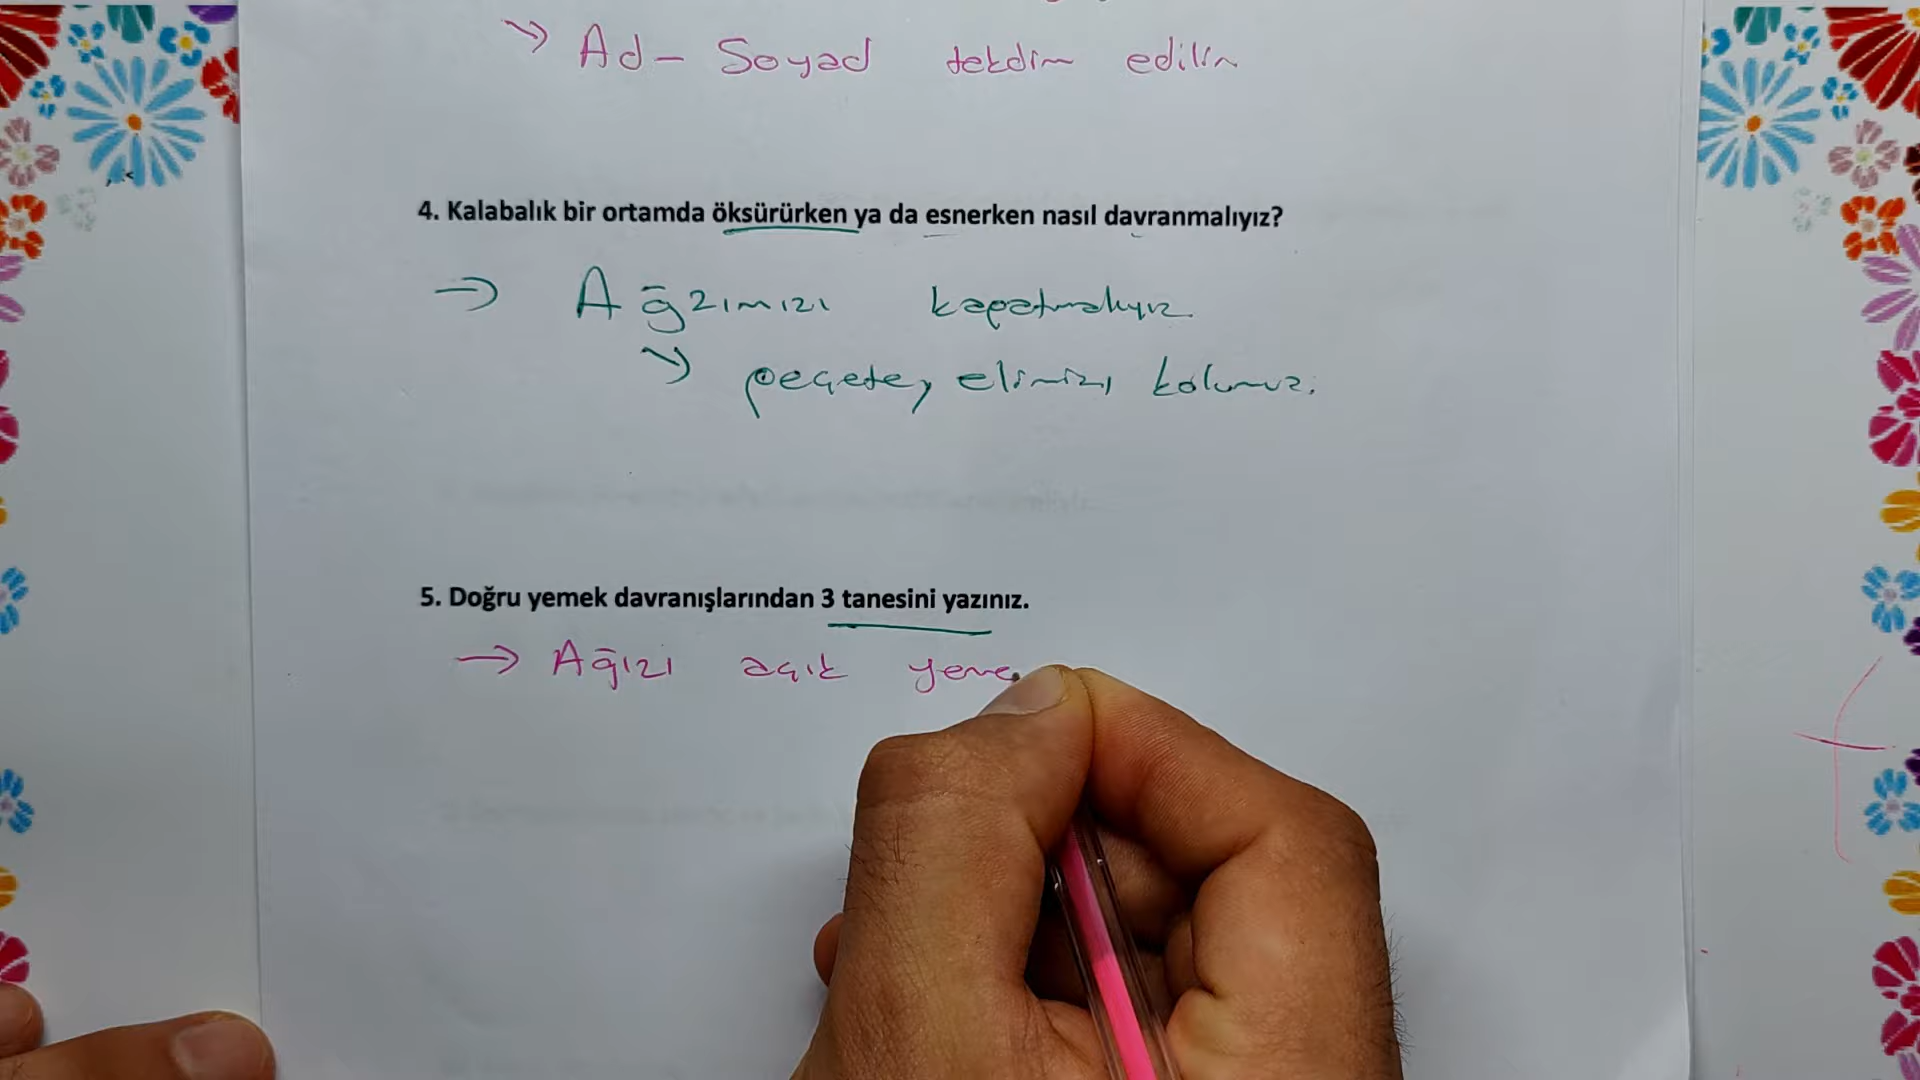 → Ad - Soyad tekdim edilir
4. Kalabalık bir ortamda öksürürken ya da esnerken nasıl davranmalıyız?
→ Ağzımızı kapatmalıyız.
→ peçete, elimizi, kolumuz.
5. Doğru yemek davranışlarından 3 tanesini yazınız.
→ Ağızı açık yeme